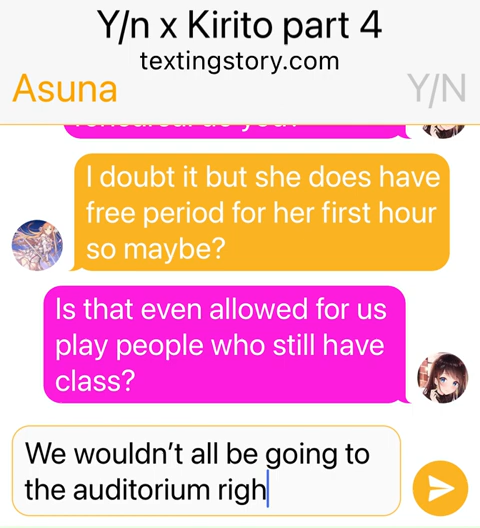 Y/n x Kirito part 4
textingstory.com
Asuna
Y/N
I doubt it but she does have
free period for her first hour
so maybe?
Is that even allowed for us
play people who still have
class?
We wouldn't all be going to
the auditorium righ